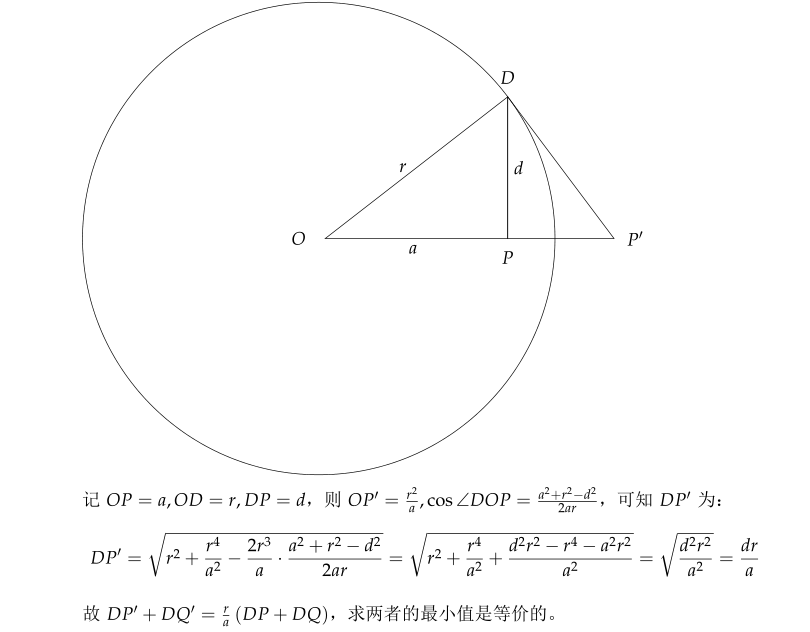 D
r
d
O
a
P
P′
记 OP = a, OD = r, DP = d，则 OP′ = r²/a, cos∠DOP = (a²+r²−d²)/(2ar)，可知 DP′ 为：
DP′ = √(r² + r⁴/a² − 2r³/a · (a² + r² − d²)/(2ar)) = √(r² + r⁴/a² + (d²r² − r⁴ − a²r²)/a²) = √(d²r²/a²) = dr/a
故 DP′ + DQ′ = r/a (DP + DQ)，求两者的最小值是等价的。